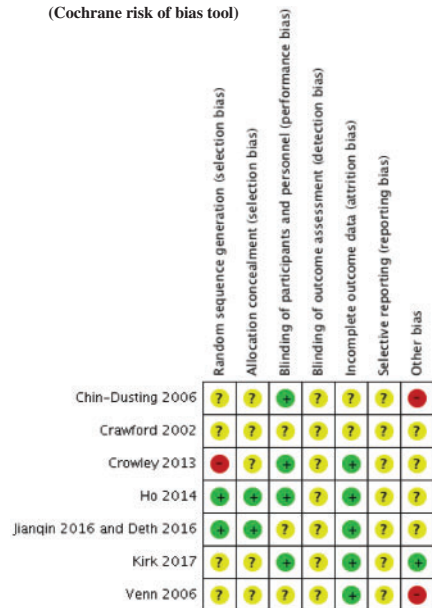 (Cochrane risk of bias tool)
Random sequence generation (selection bias)
Allocation concealment (selection bias)
Blinding of participants and personnel (performance bias)
Blinding of outcome assessment (detection bias)
Incomplete outcome data (attrition bias)
Selective reporting (reporting bias)
Other bias
Chin-Dusting 2006 ? ? + ? ? ? -
Crawford 2002 ? ? ? ? ? ? ?
Crowley 2013 - ? + ? + ? ?
Ho 2014 + + + ? + ? ?
Jianqin 2016 and Deth 2016 + + ? ? + ? ?
Kirk 2017 ? ? + ? + ? +
Venn 2006 ? ? ? ? + ? -